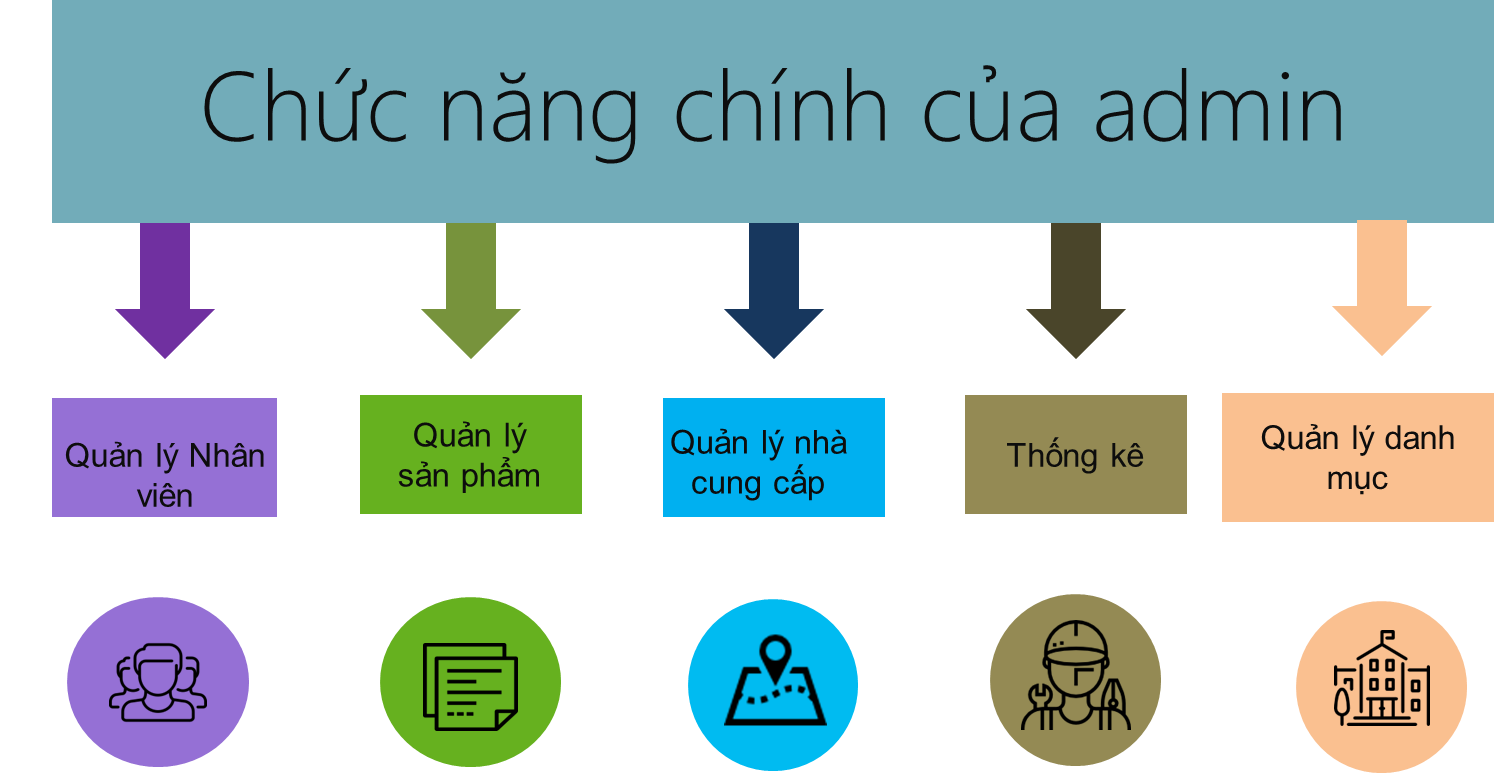 Chức năng chính của admin
Quản lý Nhân
viên
Quản lý
sản phẩm
Quản lý nhà
cung cấp
Thống kê
Quản lý danh
mục